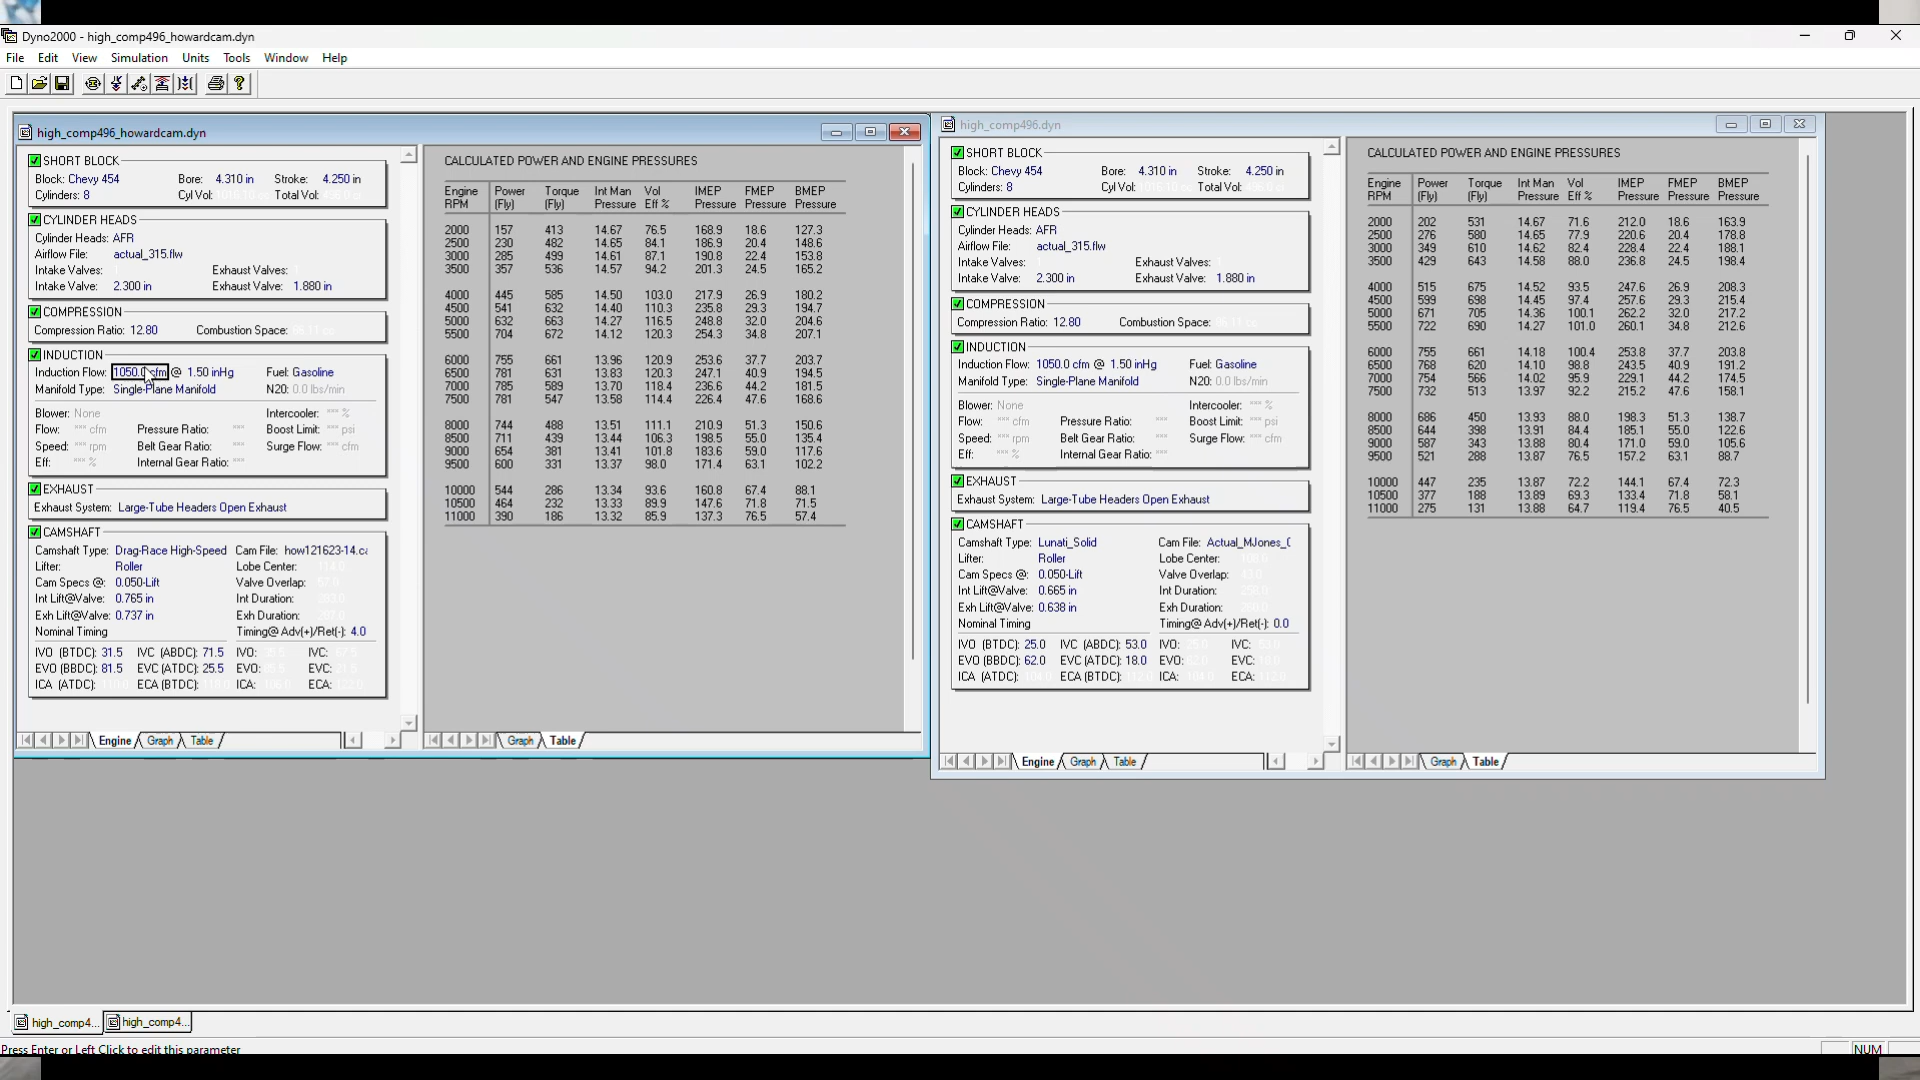 Dyno2000 - high_comp496_howardcam.dyn
File Edit View Simulation Units Tools Window Help
high_comp496_howardcam.dyn
SHORT BLOCK
Block: Chevy 454 Bore: 4.310 in Stroke: 4.250 in
Cylinders: 8 Cyl Vol: Total Vol:
CYLINDER HEADS
Cylinder Heads: AFR
Airflow File: actual_315.flw
Intake Valves: Exhaust Valves:
Intake Valve: 2.300 in Exhaust Valve: 1.880 in
COMPRESSION
Compression Ratio: 12.80 Combustion Space:
INDUCTION
Induction Flow: 1050.0 cfm @ 1.50 inHg Fuel: Gasoline
Manifold Type: Single-Plane Manifold N20: 0.0 lbs/min
Blower: None Intercooler: *** %
Flow: *** cfm Pressure Ratio: *** Boost Limit: *** psi
Speed: *** rpm Belt Gear Ratio: *** Surge Flow: *** cfm
Eff: *** % Internal Gear Ratio: ***
EXHAUST
Exhaust System: Large-Tube Headers Open Exhaust
CAMSHAFT
Camshaft Type: Drag-Race High-Speed Cam File: how121623-14.ca
Lifter: Roller Lobe Center:
Cam Specs @: 0.050-Lift Valve Overlap:
Int Lift@Valve: 0.765 in Int Duration:
Exh Lift@Valve: 0.737 in Exh Duration:
Nominal Timing Timing@ Adv(+)/Ret(-): 4.0
IVO (BTDC): 31.5 IVC (ABDC): 71.5 IVO: IVC:
EVO (BBDC): 81.5 EVC (ATDC): 25.5 EVO: EVC:
ICA (ATDC): ECA (BTDC): ICA: ECA:
Engine Graph Table
CALCULATED POWER AND ENGINE PRESSURES
Engine Power Torque Int Man Vol IMEP FMEP BMEP
RPM (Fly) (Fly) Pressure Eff % Pressure Pressure Pressure
2000 157 413 14.67 76.5 168.9 18.6 127.3
2500 230 482 14.65 84.1 186.9 20.4 148.6
3000 285 499 14.61 87.1 190.8 22.4 153.8
3500 357 536 14.57 94.2 201.3 24.5 165.2
4000 445 585 14.50 103.0 217.9 26.9 180.2
4500 541 632 14.40 110.3 235.8 29.3 194.7
5000 632 663 14.27 116.5 248.8 32.0 204.6
5500 704 672 14.12 120.3 254.3 34.8 207.1
6000 755 661 13.96 120.9 253.6 37.7 203.7
6500 781 631 13.83 120.3 247.1 40.9 194.5
7000 785 589 13.70 118.4 236.6 44.2 181.5
7500 781 547 13.58 114.4 226.4 47.6 168.6
8000 744 488 13.51 111.1 210.9 51.3 150.6
8500 711 439 13.44 106.3 198.5 55.0 135.4
9000 654 381 13.41 101.8 183.6 59.0 117.6
9500 600 331 13.37 98.0 171.4 63.1 102.2
10000 544 286 13.34 93.6 160.8 67.4 88.1
10500 464 232 13.33 89.9 147.6 71.8 71.5
11000 390 186 13.32 85.9 137.3 76.5 57.4
Graph Table
high_comp496.dyn
SHORT BLOCK
Block: Chevy 454 Bore: 4.310 in Stroke: 4.250 in
Cylinders: 8 Cyl Vol: Total Vol:
CYLINDER HEADS
Cylinder Heads: AFR
Airflow File: actual_315.flw
Intake Valves: Exhaust Valves:
Intake Valve: 2.300 in Exhaust Valve: 1.880 in
COMPRESSION
Compression Ratio: 12.80 Combustion Space:
INDUCTION
Induction Flow: 1050.0 cfm @ 1.50 inHg Fuel: Gasoline
Manifold Type: Single-Plane Manifold N20: 0.0 lbs/min
Blower: None Intercooler: *** %
Flow: *** cfm Pressure Ratio: *** Boost Limit: *** psi
Speed: *** rpm Belt Gear Ratio: *** Surge Flow: *** cfm
Eff: *** % Internal Gear Ratio: ***
EXHAUST
Exhaust System: Large-Tube Headers Open Exhaust
CAMSHAFT
Camshaft Type: Lunati_Solid Cam File: Actual_MJones_
Lifter: Roller Lobe Center:
Cam Specs @: 0.050-Lift Valve Overlap:
Int Lift@Valve: 0.665 in Int Duration:
Exh Lift@Valve: 0.638 in Exh Duration:
Nominal Timing Timing@ Adv(+)/Ret(-): 0.0
IVO (BTDC): 25.0 IVC (ABDC): 53.0 IVO: IVC:
EVO (BBDC): 62.0 EVC (ATDC): 18.0 EVO: EVC:
ICA (ATDC): ECA (BTDC): ICA: ECA:
Engine Graph Table
CALCULATED POWER AND ENGINE PRESSURES
Engine Power Torque Int Man Vol IMEP FMEP BMEP
RPM (Fly) (Fly) Pressure Eff % Pressure Pressure Pressure
2000 202 531 14.67 71.6 212.0 18.6 163.9
2500 276 580 14.65 77.9 220.6 20.4 178.8
3000 349 610 14.62 82.4 228.4 22.4 188.1
3500 429 643 14.58 88.0 236.8 24.5 198.4
4000 515 675 14.52 93.5 247.6 26.9 208.3
4500 599 698 14.45 97.4 257.6 29.3 215.4
5000 671 705 14.36 100.1 262.2 32.0 217.2
5500 722 690 14.27 101.0 260.1 34.8 212.6
6000 755 661 14.18 100.4 253.8 37.7 203.8
6500 768 620 14.10 98.8 243.5 40.9 191.2
7000 754 566 14.02 95.9 229.1 44.2 174.5
7500 732 513 13.97 92.2 215.2 47.6 158.1
8000 686 450 13.93 88.0 198.3 51.3 138.7
8500 644 398 13.91 84.4 185.1 55.0 122.6
9000 587 343 13.88 80.4 171.0 59.0 105.6
9500 521 288 13.87 76.5 157.2 63.1 88.7
10000 447 235 13.87 72.2 144.1 67.4 72.3
10500 377 188 13.89 69.3 133.4 71.8 58.1
11000 275 131 13.88 64.7 119.4 76.5 40.5
Graph Table
high_comp4... high_comp4...
Press Enter or Left Click to edit this parameter
NUM